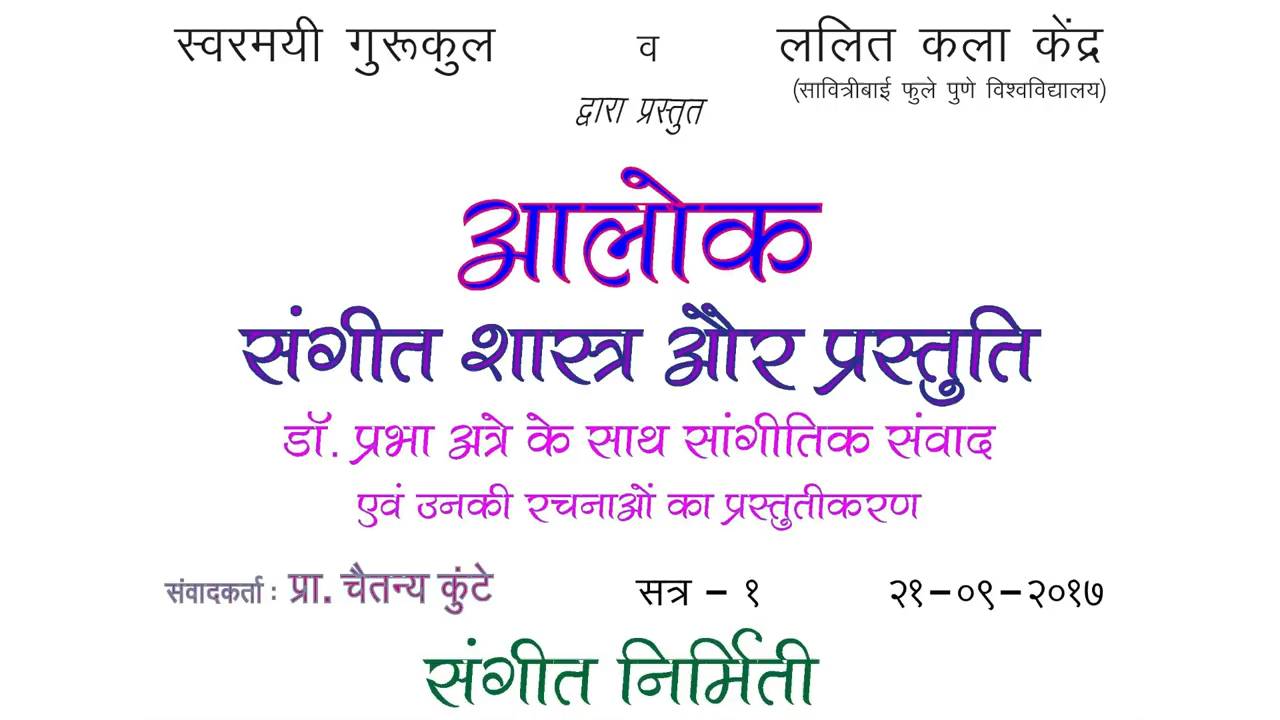 स्वरमयी गुरूकुल व ललित कला केंद्र
(सावित्रीबाई फुले पुणे विश्वविद्यालय)
द्वारा प्रस्तुत
आलोक
संगीत शास्त्र और प्रस्तुति
डॉ. प्रभा अत्रे के साथ सांगीतिक संवाद
एवं उनकी रचनाओं का प्रस्तुतीकरण
संवादकर्ता : प्रा. चैतन्य कुंटे सत्र – १ २१–०९–२०१७
संगीत निर्मिती